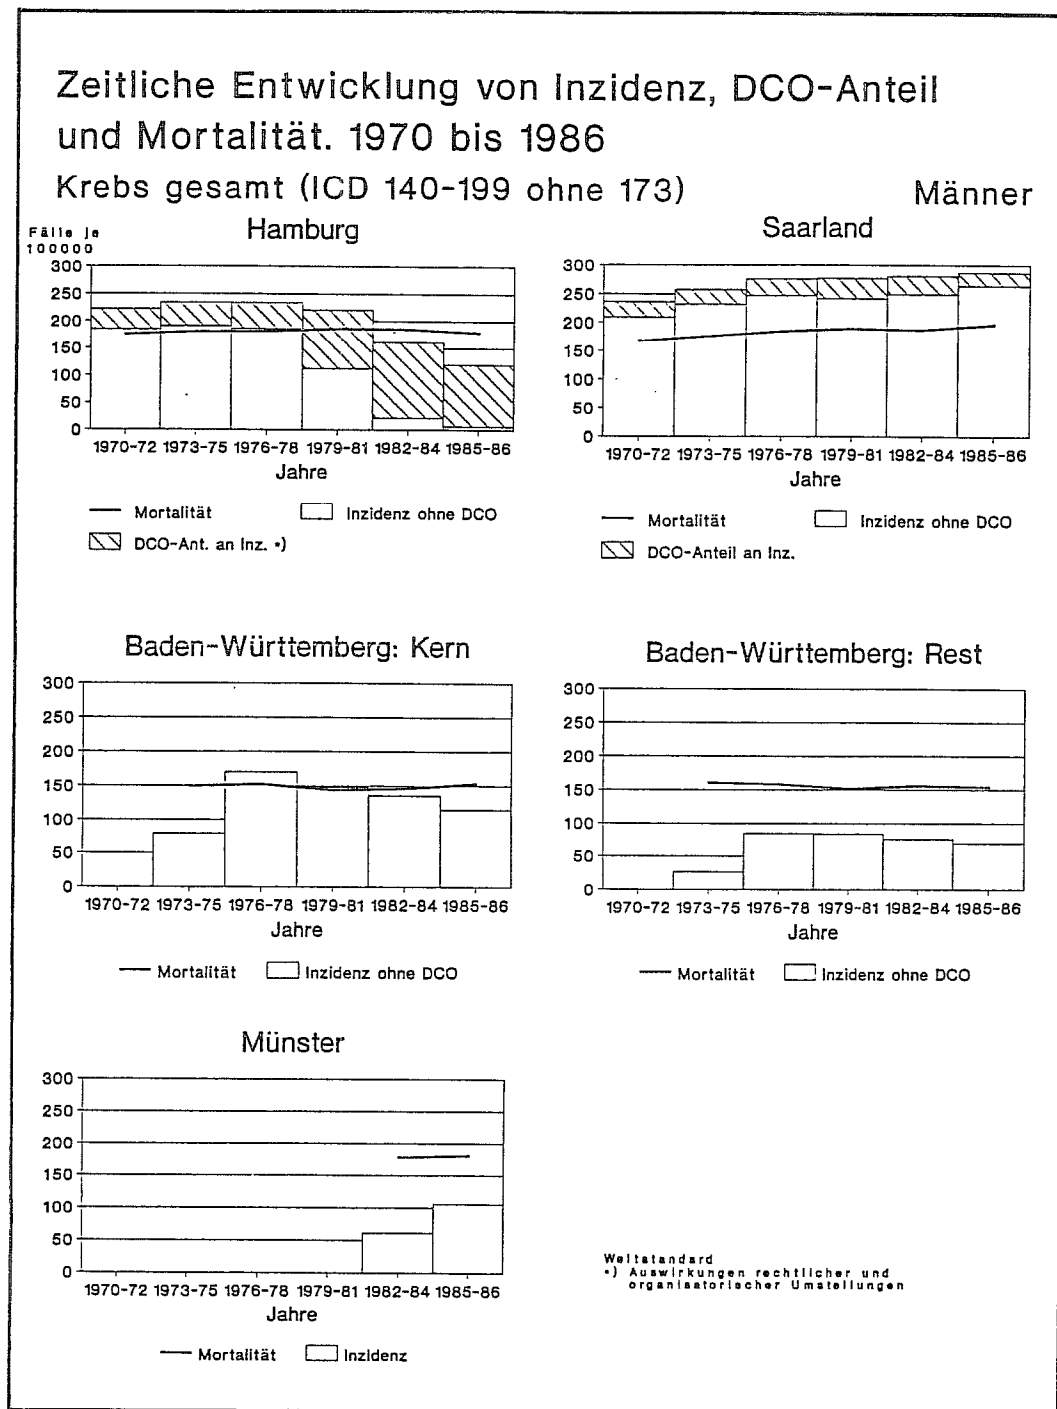 Zeitliche Entwicklung von Inzidenz, DCO-Anteil
und Mortalität. 1970 bis 1986
Krebs gesamt (ICD 140-199 ohne 173) Männer
Fälle je
100000
Hamburg
300
250
200
150
100
50
0
1970-72 1973-75 1976-78 1979-81 1982-84 1985-86
Jahre
Mortalität Inzidenz ohne DCO
DCO-Ant. an Inz. *)
Saarland
300
250
200
150
100
50
0
1970-72 1973-75 1976-78 1979-81 1982-84 1985-86
Jahre
Mortalität Inzidenz ohne DCO
DCO-Anteil an Inz.
Baden-Württemberg: Kern
300
250
200
150
100
50
0
1970-72 1973-75 1976-78 1979-81 1982-84 1985-86
Jahre
Mortalität Inzidenz ohne DCO
Baden-Württemberg: Rest
300
250
200
150
100
50
0
1970-72 1973-75 1976-78 1979-81 1982-84 1985-86
Jahre
Mortalität Inzidenz ohne DCO
Münster
300
250
200
150
100
50
0
1970-72 1973-75 1976-78 1979-81 1982-84 1985-86
Jahre
Mortalität Inzidenz
Weltstandard
*) Auswirkungen rechtlicher und
organisatorischer Umstellungen